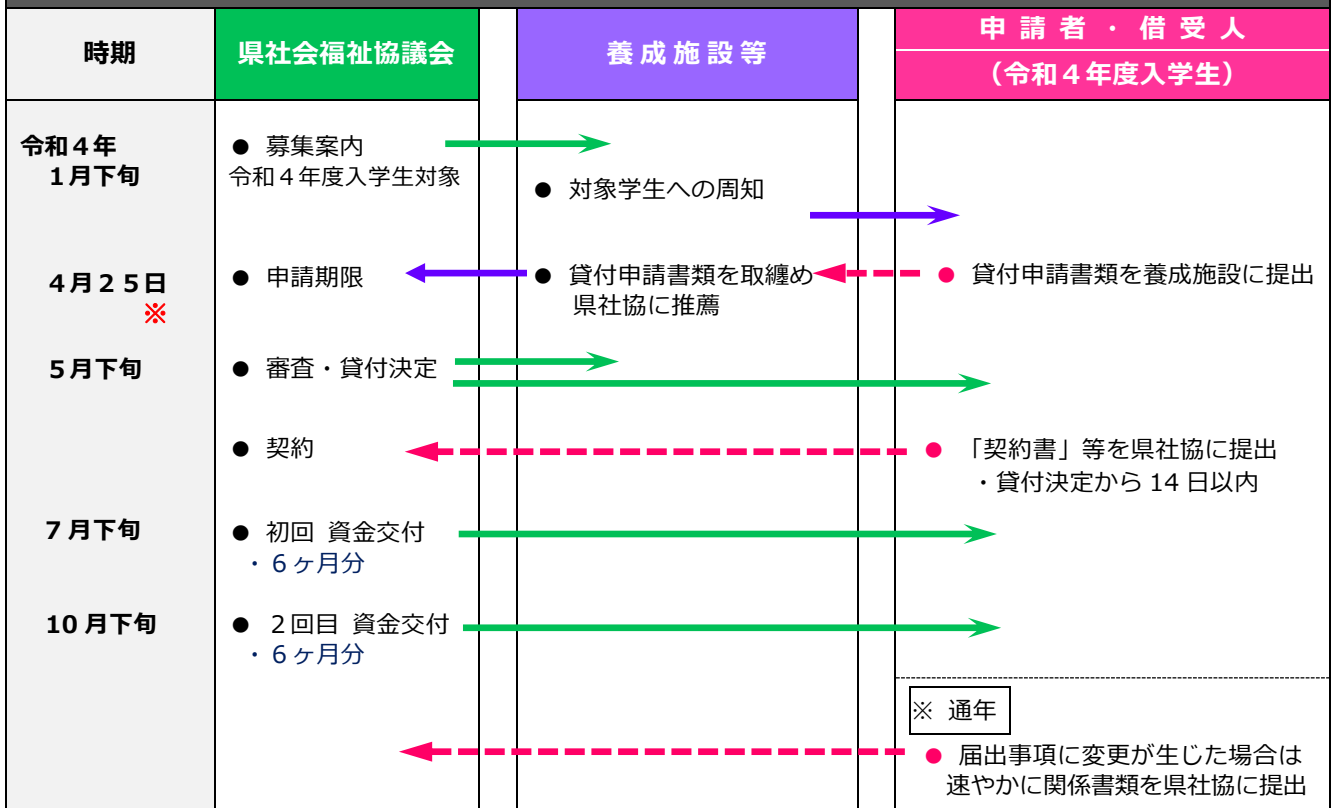 時期
県社会福祉協議会
養成施設等
申請者・借受人
（令和４年度入学生）
令和４年
１月下旬
● 募集案内
令和４年度入学生対象
● 対象学生への周知
４月２５日
※
● 申請期限
● 貸付申請書類を取纏め
県社協に推薦
● 貸付申請書類を養成施設に提出
５月下旬
● 審査・貸付決定
● 契約
● 「契約書」等を県社協に提出
・貸付決定から 14 日以内
７月下旬
● 初回 資金交付
・６ヶ月分
10 月下旬
● ２回目 資金交付
・６ヶ月分
※ 通年
● 届出事項に変更が生じた場合は
速やかに関係書類を県社協に提出